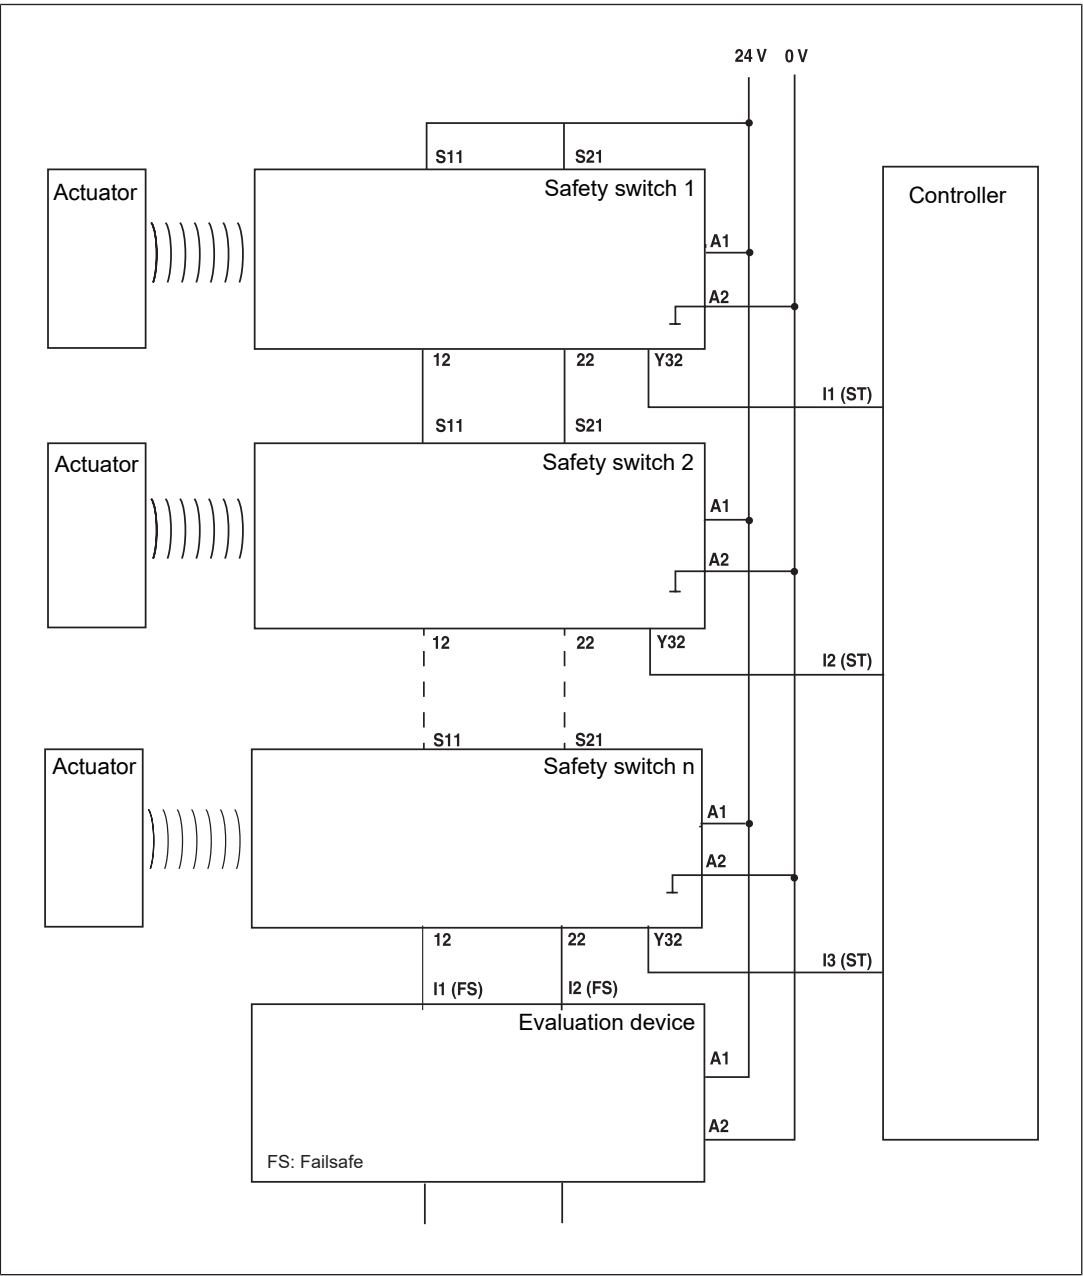 24 V 0 V
S11 S21
Actuator Safety switch 1 Controller
A1
A2
12 22 Y32
I1 (ST)
S11 S21
Actuator Safety switch 2
A1
A2
12 22 Y32
I2 (ST)
S11 S21
Actuator Safety switch n
A1
A2
12 22 Y32
I3 (ST)
I1 (FS) I2 (FS)
Evaluation device
A1
A2
FS: Failsafe